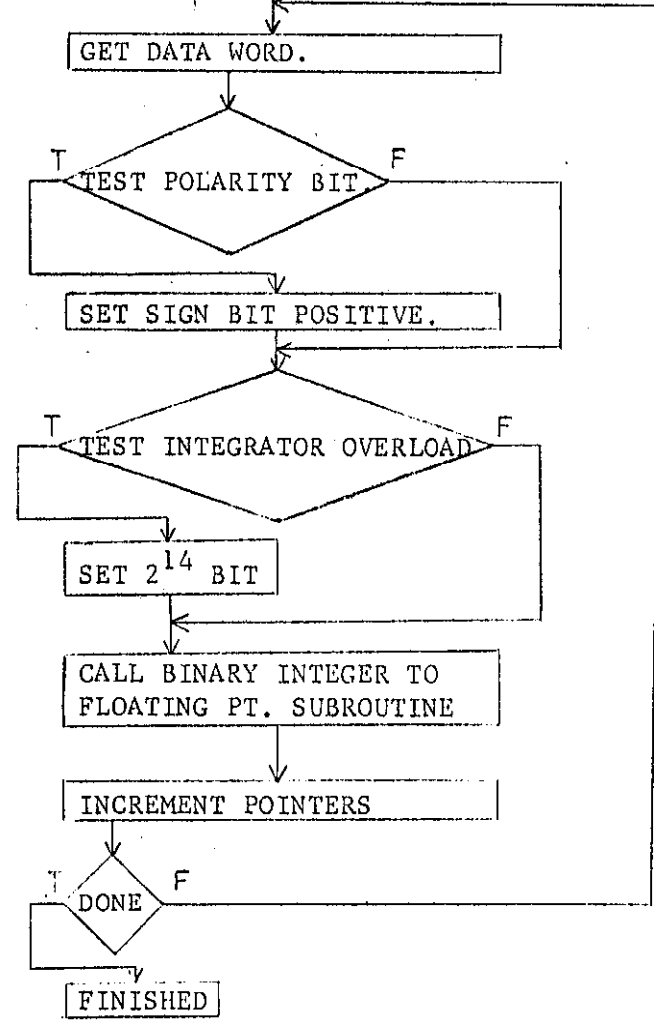 GET DATA WORD.
T F
TEST POLARITY BIT.
SET SIGN BIT POSITIVE.
T F
TEST INTEGRATOR OVERLOAD
SET 2^14 BIT
CALL BINARY INTEGER TO
FLOATING PT. SUBROUTINE
INCREMENT POINTERS
T F
DONE
FINISHED